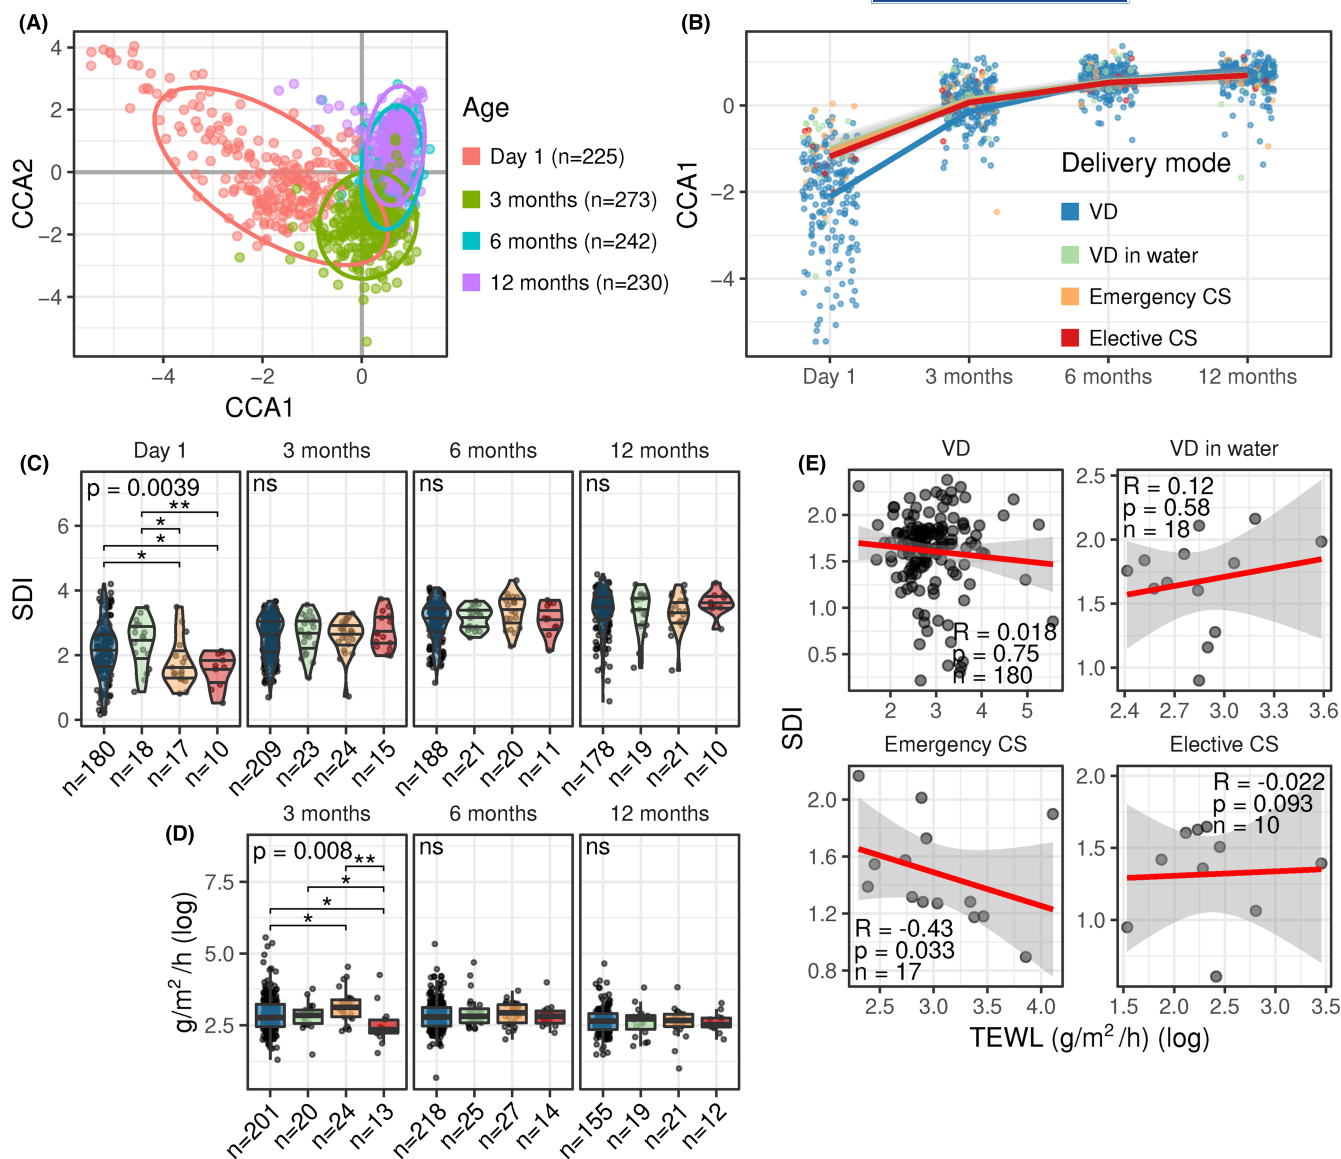 (A)
CCA2
4
2
0
−2
−4
−4
−2
0
CCA1
Age
Day 1 (n=225)
3 months (n=273)
6 months (n=242)
12 months (n=230)
(B)
CCA1
0
−2
−4
Day 1
3 months
6 months
12 months
Delivery mode
VD
VD in water
Emergency CS
Elective CS
(C)
Day 1
3 months
6 months
12 months
SDI
6
4
2
0
p = 0.0039
**
*
*
*
ns
ns
ns
n=180
n=18
n=17
n=10
n=209
n=23
n=24
n=15
n=188
n=21
n=20
n=11
n=178
n=19
n=21
n=10
(D)
3 months
6 months
12 months
g/m²/h (log)
7.5
5.0
2.5
p = 0.008
**
*
*
*
ns
ns
n=201
n=20
n=24
n=13
n=218
n=25
n=27
n=14
n=155
n=19
n=21
n=12
(E)
SDI
VD
2.0
1.5
1.0
0.5
R = 0.018
p = 0.75
n = 180
2
3
4
5
VD in water
2.5
2.0
1.5
1.0
R = 0.12
p = 0.58
n = 18
2.4
2.7
3.0
3.3
3.6
Emergency CS
2.0
1.6
1.2
0.8
R = -0.43
p = 0.033
n = 17
2.5
3.0
3.5
4.0
Elective CS
2.0
1.5
1.0
R = -0.022
p = 0.093
n = 10
1.5
2.0
2.5
3.0
3.5
TEWL (g/m²/h) (log)